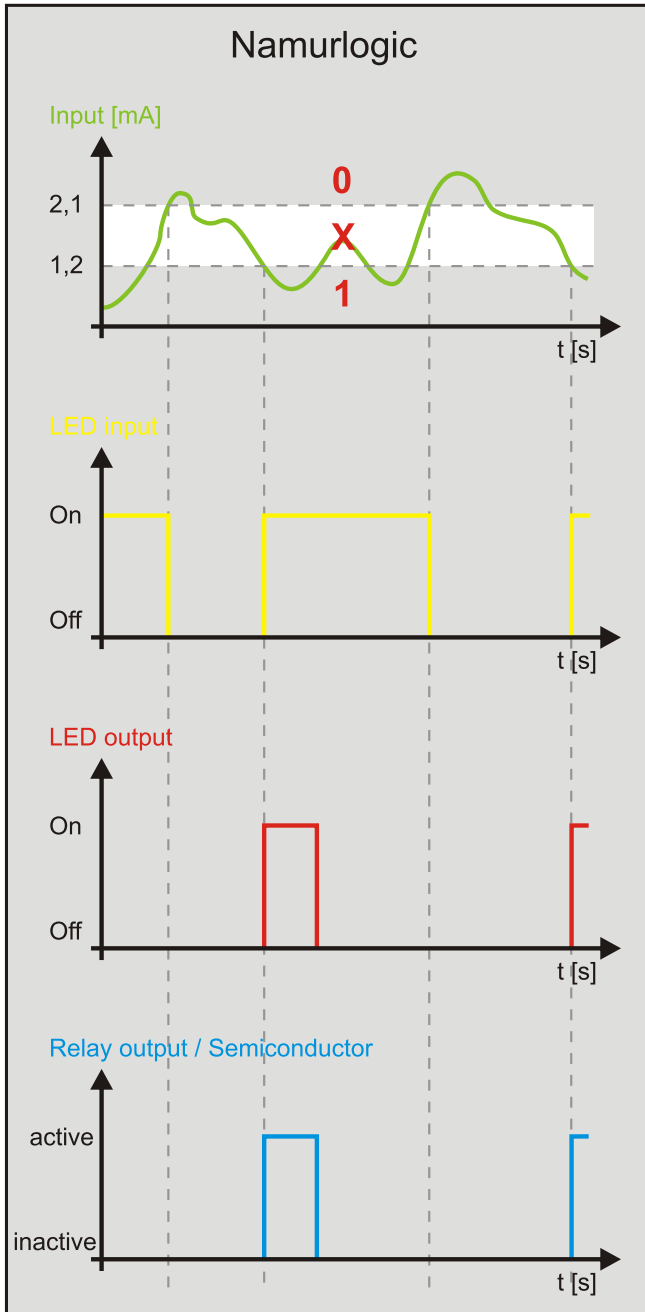 Namurlogic
Input [mA]
0
2,1
X
1,2
1
t [s]
LED input
On
Off
t [s]
LED output
On
Off
t [s]
Relay output / Semiconductor
active
inactive
t [s]